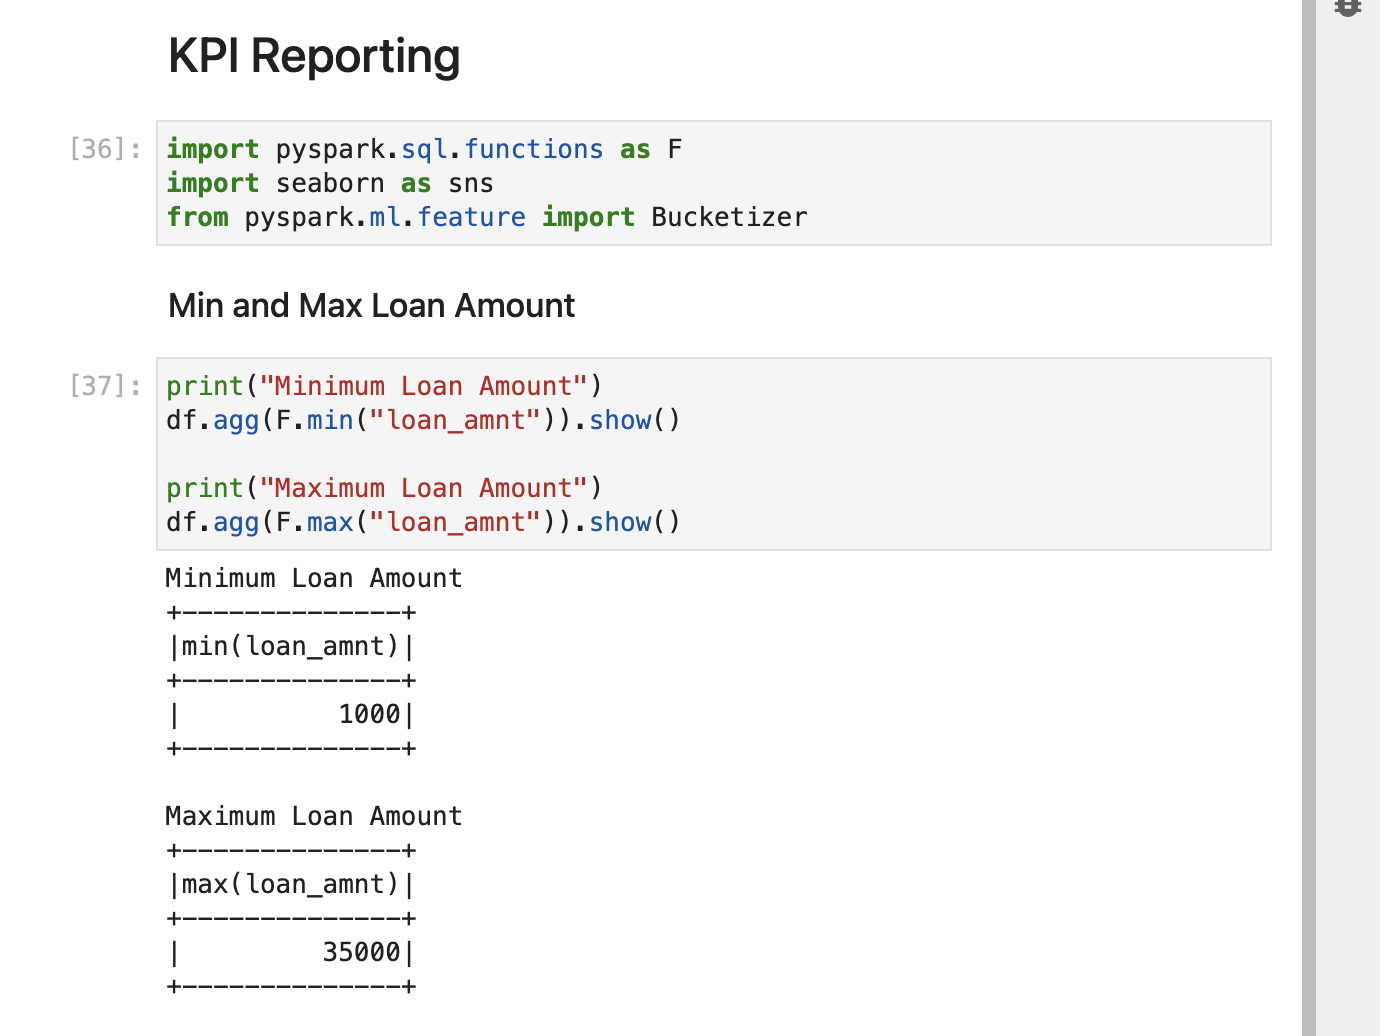 KPI Reporting
[36]:
import pyspark.sql.functions as F
import seaborn as sns
from pyspark.ml.feature import Bucketizer
Min and Max Loan Amount
[37]:
print("Minimum Loan Amount")
df.agg(F.min("loan_amnt")).show()
print("Maximum Loan Amount")
df.agg(F.max("loan_amnt")).show()
Minimum Loan Amount
+--------------+
|min(loan_amnt)|
+--------------+
|          1000|
+--------------+
Maximum Loan Amount
+--------------+
|max(loan_amnt)|
+--------------+
|         35000|
+--------------+